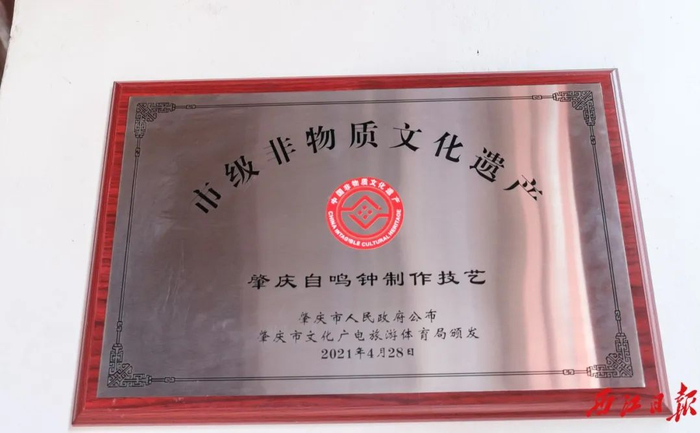 市级非物质文化遗产
中国非物质文化遗产
CHINA INTANGIBLE CULTURAL HERITAGE
肇庆自鸣钟制作技艺
肇庆市人民政府公布
肇庆市文化广电旅游体育局颁发
2021年4月28日
西江日报